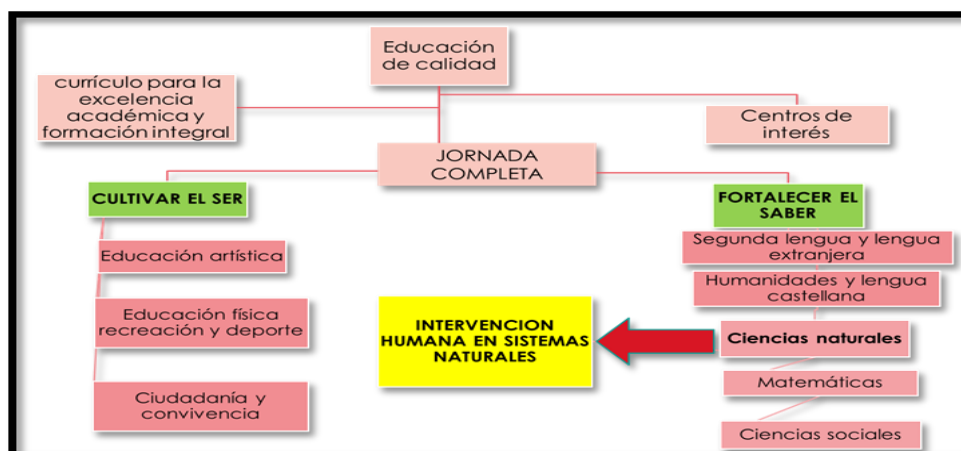 Educación
de calidad
currículo para la
excelencia
académica y
formación integral
Centros de
interés
JORNADA
COMPLETA
CULTIVAR EL SER
Educación artística
Educación física
recreación y deporte
Ciudadanía y
convivencia
INTERVENCION
HUMANA EN SISTEMAS
NATURALES
FORTALECER EL
SABER
Segunda lengua y lengua
extranjera
Humanidades y lengua
castellana
Ciencias naturales
Matemáticas
Ciencias sociales